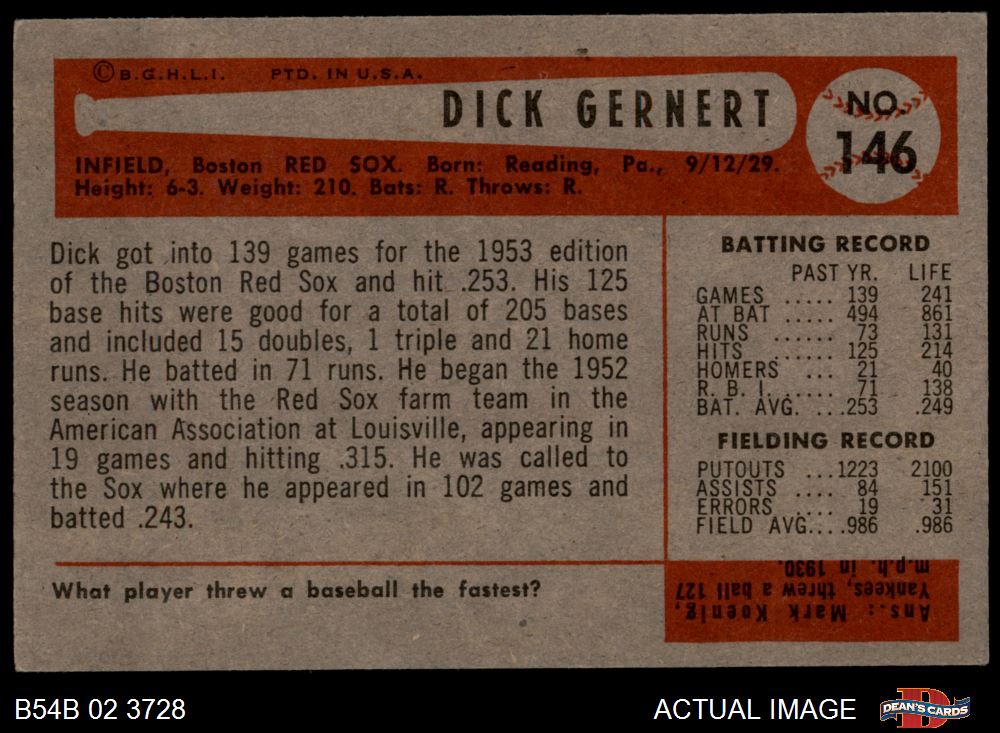 © B.G.H.L.I. PTD. IN U.S.A.
DICK GERNERT
NO.
146
INFIELD, Boston RED SOX. Born: Reading, Pa., 9/12/29.
Height: 6-3. Weight: 210. Bats: R. Throws: R.
Dick got into 139 games for the 1953 edition
of the Boston Red Sox and hit .253. His 125
base hits were good for a total of 205 bases
and included 15 doubles, 1 triple and 21 home
runs. He batted in 71 runs. He began the 1952
season with the Red Sox farm team in the
American Association at Louisville, appearing in
19 games and hitting .315. He was called to
the Sox where he appeared in 102 games and
batted .243.
BATTING RECORD
PAST YR. LIFE
GAMES ..... 139 241
AT BAT ..... 494 861
RUNS ...... 73 131
HITS ...... 125 214
HOMERS ... 21 40
R. B. I. ..... 71 138
BAT. AVG. ... .253 .249
FIELDING RECORD
PUTOUTS ... 1223 2100
ASSISTS .... 84 151
ERRORS .... 19 31
FIELD AVG.... .986 .986
What player threw a baseball the fastest?
Ans.: Mark Koenig,
Yankees, threw a ball 127
m.p.h. in 1930.
B54B 02 3728
ACTUAL IMAGE
D
DEAN'S CARDS